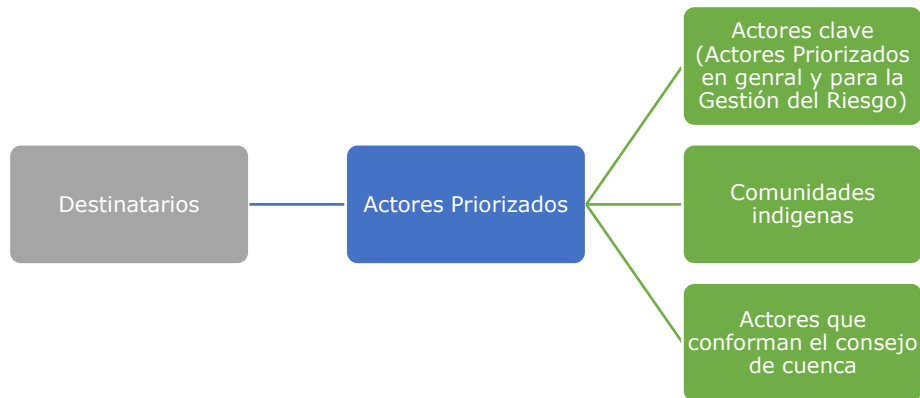 Destinatarios
Actores Priorizados
Actores clave
(Actores Priorizados
en genral y para la
Gestión del Riesgo)
Comunidades
indigenas
Actores que
conforman el consejo
de cuenca